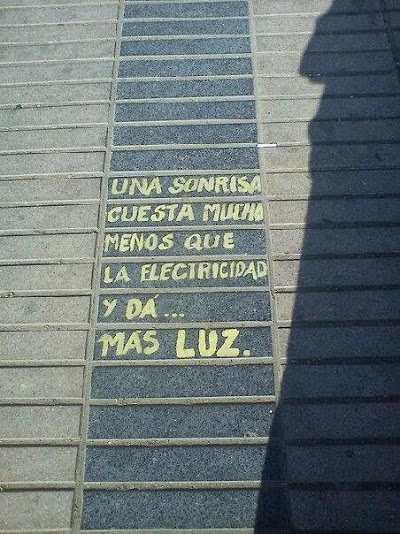 UNA SONRISA
CUESTA MUCHO
MENOS QUE
LA ELECTRICIDAD
Y DÁ...
MAS LUZ.